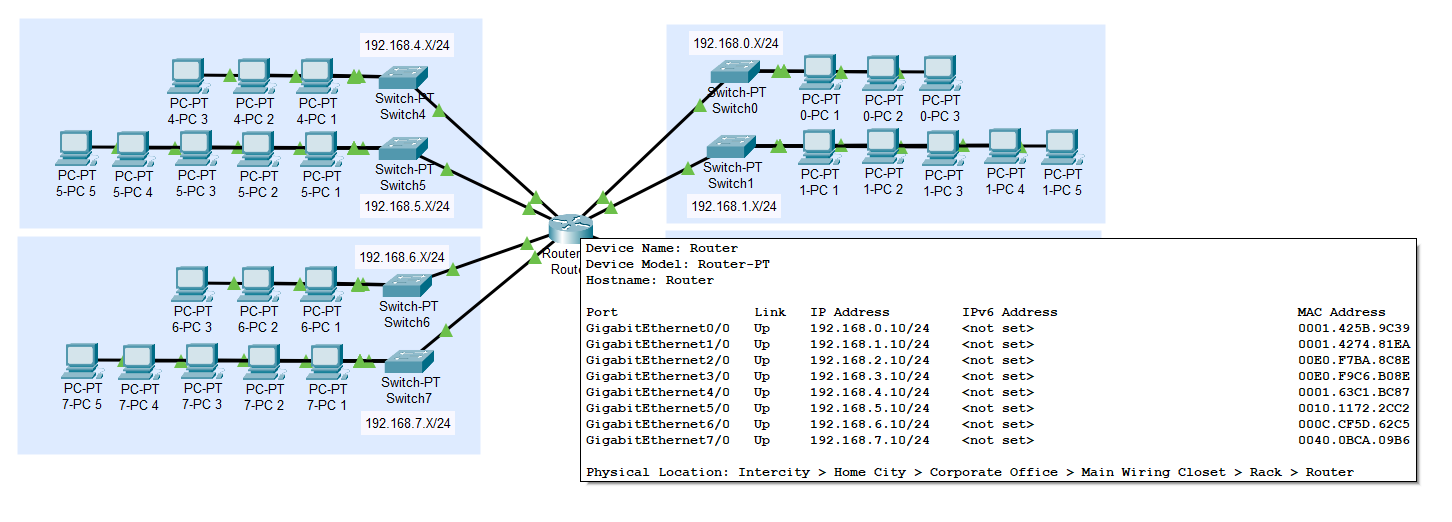 192.168.4.X/24
PC-PT PC-PT PC-PT Switch-PT
4-PC 3 4-PC 2 4-PC 1 Switch4
PC-PT PC-PT PC-PT PC-PT PC-PT Switch-PT
5-PC 5 5-PC 4 5-PC 3 5-PC 2 5-PC 1 Switch5
192.168.5.X/24
192.168.0.X/24
Switch-PT PC-PT PC-PT PC-PT
Switch0 0-PC 1 0-PC 2 0-PC 3
Switch-PT PC-PT PC-PT PC-PT PC-PT PC-PT
Switch1 1-PC 1 1-PC 2 1-PC 3 1-PC 4 1-PC 5
192.168.1.X/24
192.168.6.X/24
PC-PT PC-PT PC-PT Switch-PT
6-PC 3 6-PC 2 6-PC 1 Switch6
PC-PT PC-PT PC-PT PC-PT PC-PT Switch-PT
7-PC 5 7-PC 4 7-PC 3 7-PC 2 7-PC 1 Switch7
192.168.7.X/24
Router
Route
Device Name: Router
Device Model: Router-PT
Hostname: Router
Port Link IP Address IPv6 Address MAC Address
GigabitEthernet0/0 Up 192.168.0.10/24 <not set> 0001.425B.9C39
GigabitEthernet1/0 Up 192.168.1.10/24 <not set> 0001.4274.81EA
GigabitEthernet2/0 Up 192.168.2.10/24 <not set> 00E0.F7BA.8C8E
GigabitEthernet3/0 Up 192.168.3.10/24 <not set> 00E0.F9C6.B08E
GigabitEthernet4/0 Up 192.168.4.10/24 <not set> 0001.63C1.BC87
GigabitEthernet5/0 Up 192.168.5.10/24 <not set> 0010.1172.2CC2
GigabitEthernet6/0 Up 192.168.6.10/24 <not set> 000C.CF5D.62C5
GigabitEthernet7/0 Up 192.168.7.10/24 <not set> 0040.0BCA.09B6
Physical Location: Intercity > Home City > Corporate Office > Main Wiring Closet > Rack > Router